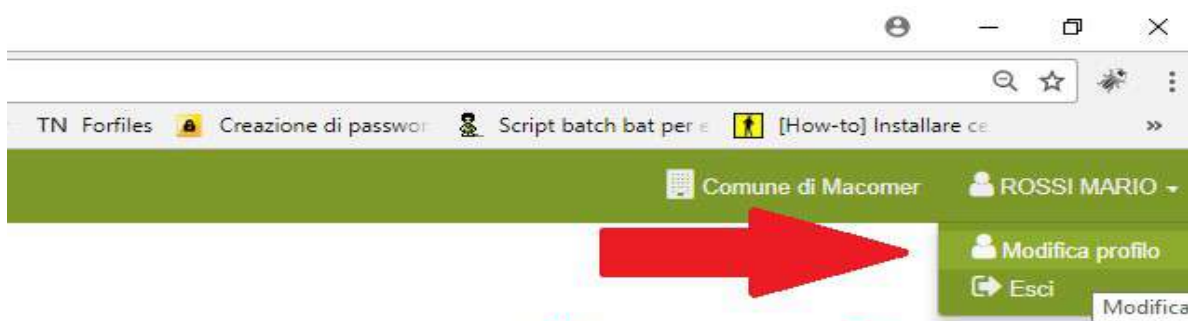 TN Forfiles Creazione di passwor Script batch bat per e [How-to] Installare ce »
Comune di Macomer ROSSI MARIO
Modifica profilo
Esci
Modifica